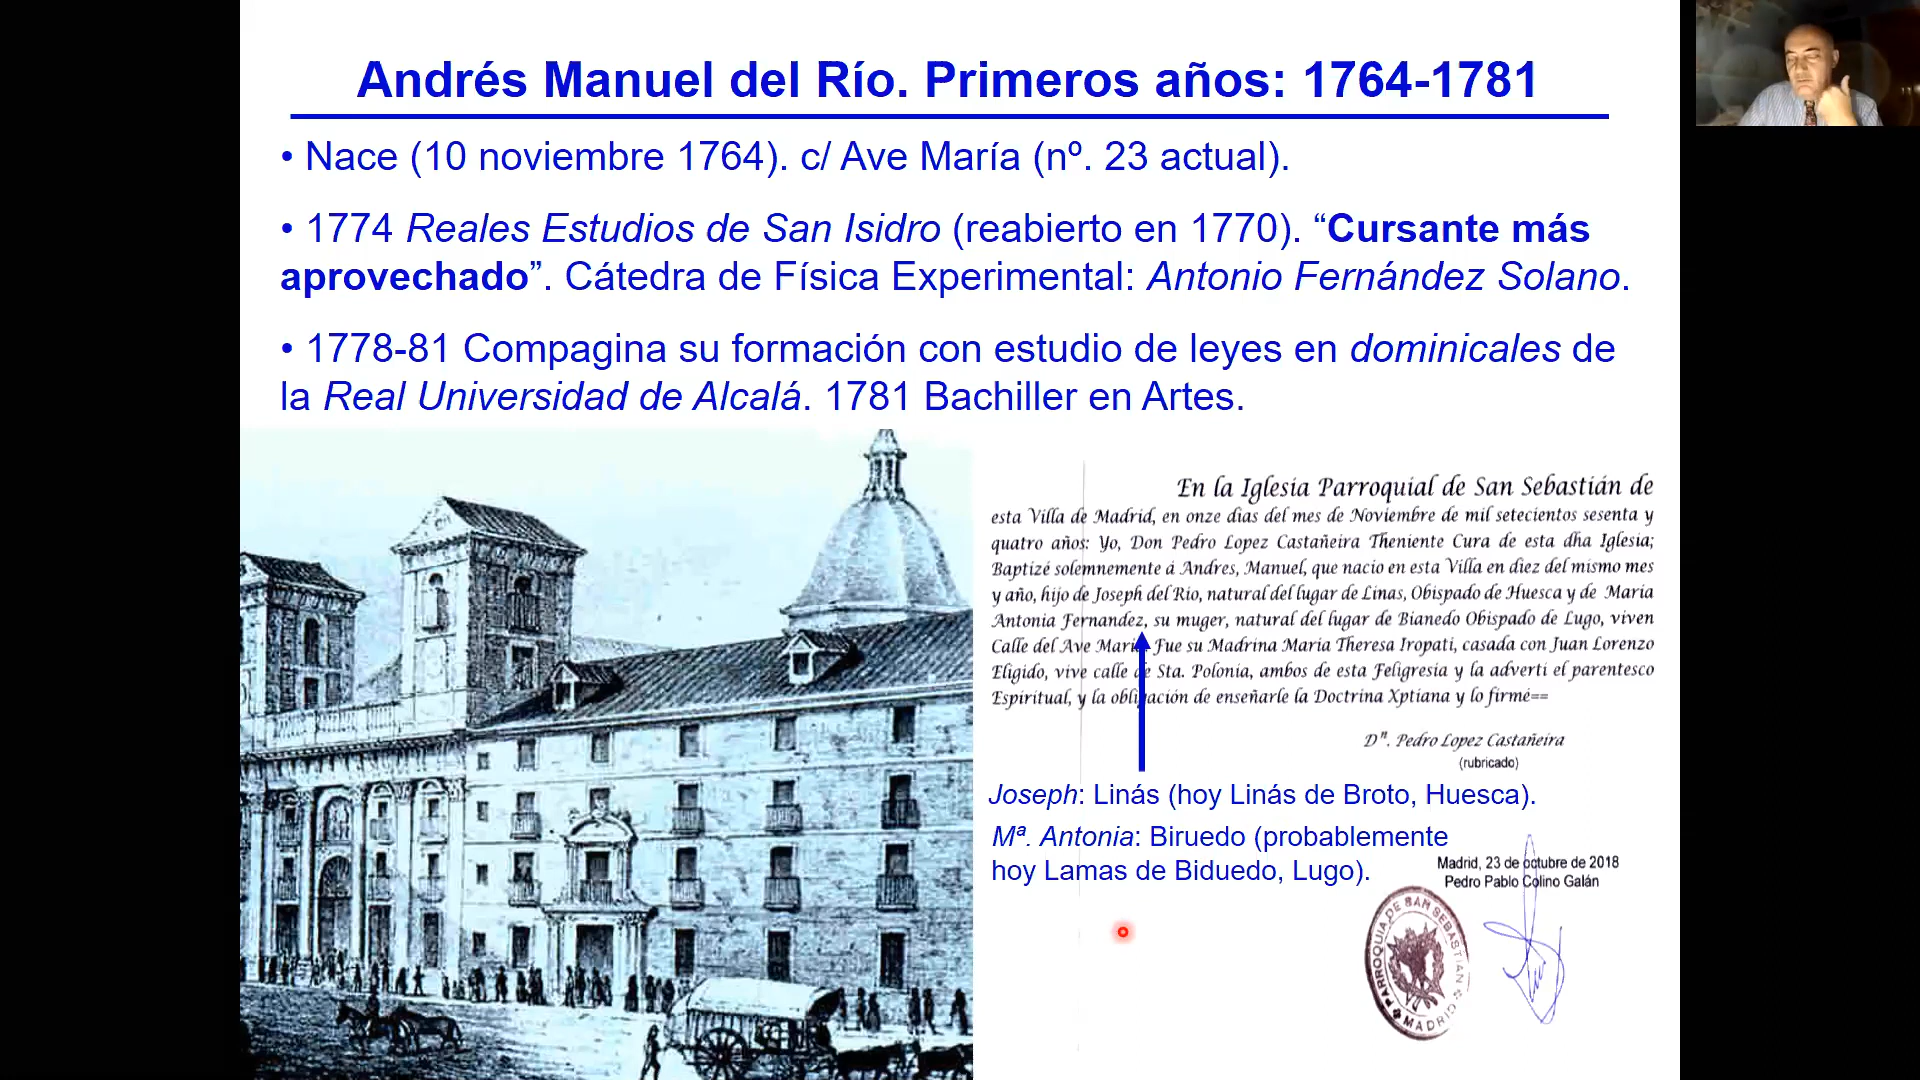 Andrés Manuel del Río. Primeros años: 1764-1781
• Nace (10 noviembre 1764). c/ Ave María (nº. 23 actual).
• 1774 Reales Estudios de San Isidro (reabierto en 1770). “Cursante más
aprovechado”. Cátedra de Física Experimental: Antonio Fernández Solano.
• 1778-81 Compagina su formación con estudio de leyes en dominicales de
la Real Universidad de Alcalá. 1781 Bachiller en Artes.
En la Iglesia Parroquial de San Sebastián de
esta Villa de Madrid, en onze dias del mes de Noviembre de mil setecientos sesenta y
quatro años: Yo, Don Pedro Lopez Castañeira Theniente Cura de esta dha Iglesia;
Baptizé solemnemente á Andres, Manuel, que nacio en esta Villa en diez del mismo mes
y año, hijo de Joseph del Rio, natural del lugar de Linas, Obispado de Huesca y de Maria
Antonia Fernandez, su muger, natural del lugar de Bianedo Obispado de Lugo, viven
Calle del Ave Maria Fue su Madrina Maria Theresa Iropati, casada con Juan Lorenzo
Eligido, vive calle de Sta. Polonia, ambos de esta Feligresia y la adverti el parentesco
Espiritual, y la obligación de enseñarle la Doctrina Xptiana y lo firmé==
Dⁿ. Pedro Lopez Castañeira
(rubricado)
Joseph: Linás (hoy Linás de Broto, Huesca).
Mª. Antonia: Biruedo (probablemente
hoy Lamas de Biduedo, Lugo).
Madrid, 23 de octubre de 2018
Pedro Pablo Colino Galán
PARROQUIA DE SAN SEBASTIAN
MADRID